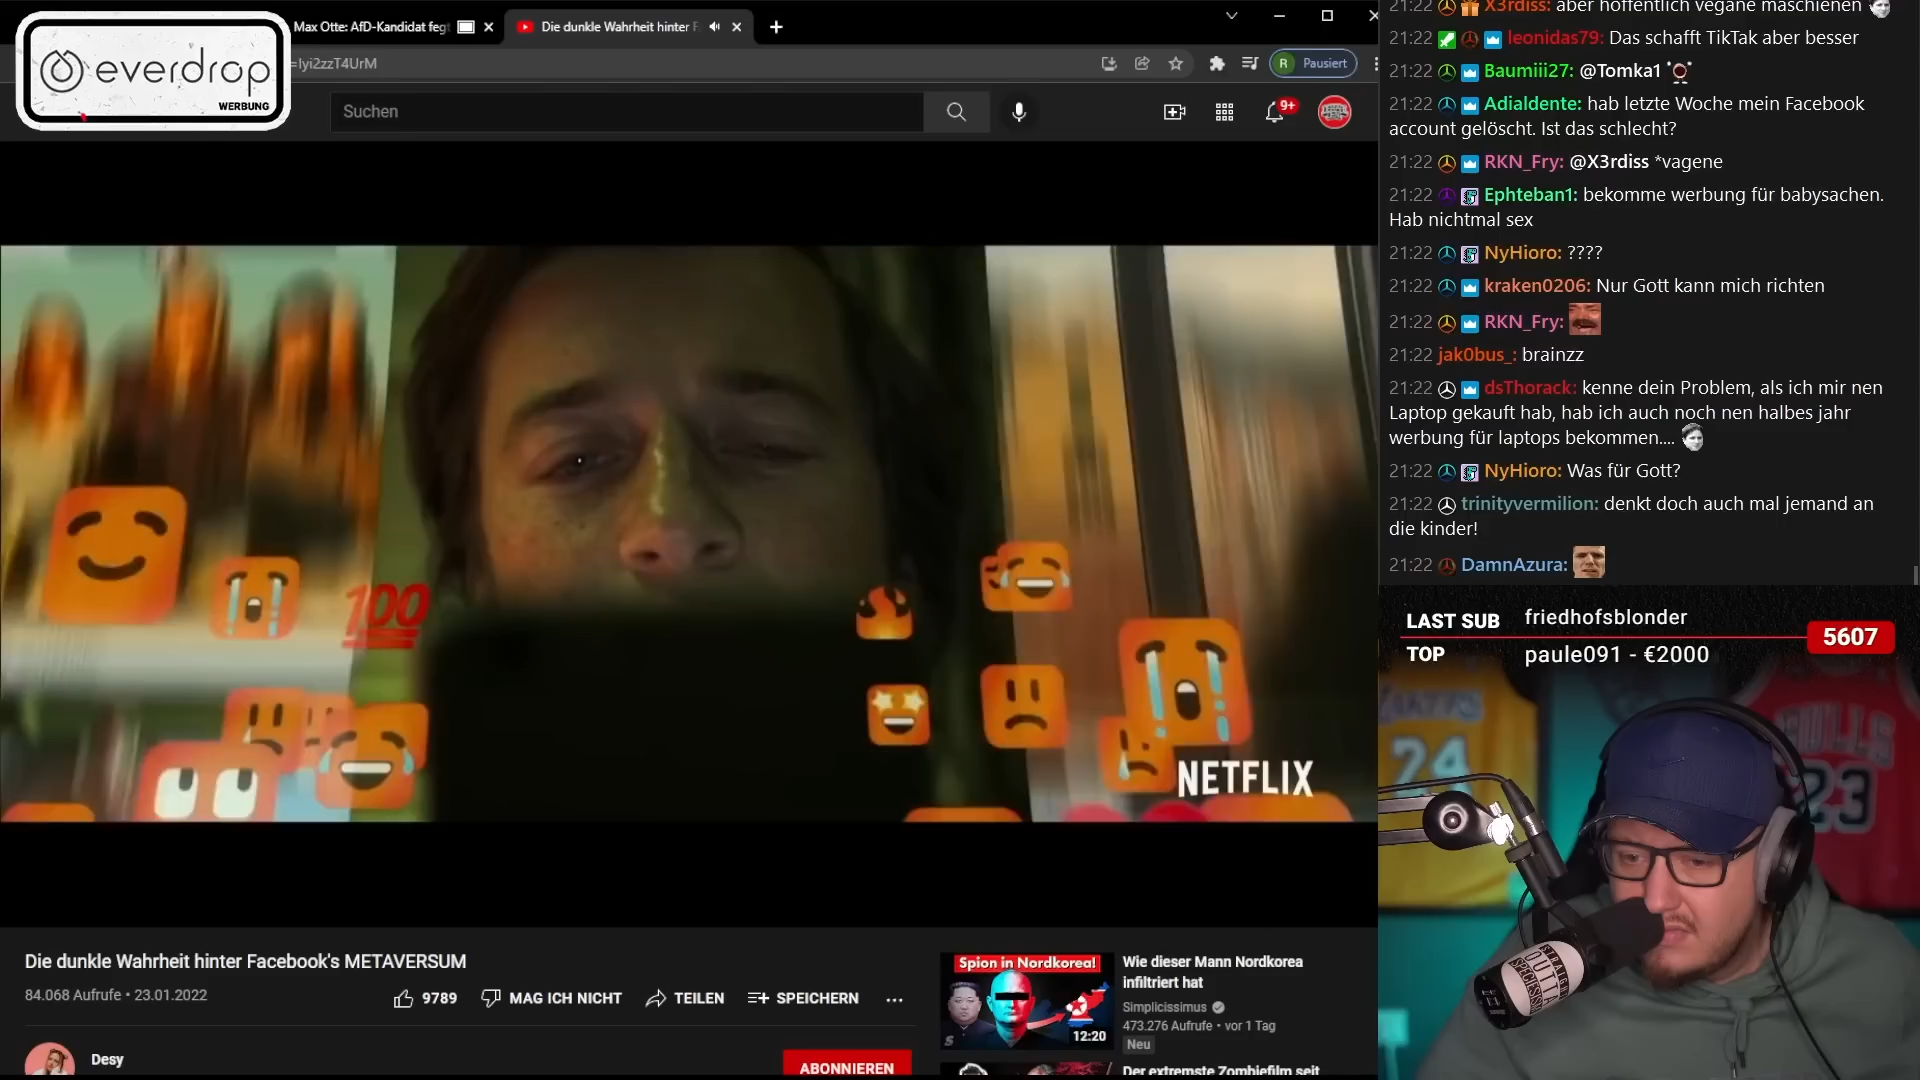 everdrop
WERBUNG
Max Otte: AfD-Kandidat fegt
Die dunkle Wahrheit hinter F
=lyi2zzT4UrM
R Pausiert
Suchen
9+
100
NETFLIX
Die dunkle Wahrheit hinter Facebook's METAVERSUM
84.068 Aufrufe • 23.01.2022
9789
MAG ICH NICHT
TEILEN
SPEICHERN
Desy
ABONNIEREN
Spion in Nordkorea!
12:20
Wie dieser Mann Nordkorea
infiltriert hat
Simplicissimus
473.276 Aufrufe • vor 1 Tag
Neu
Der extremste Zombiefilm seit
21:22 X3rdiss: aber hoffentlich vegane maschienen
21:22 leonidas79: Das schafft TikTak aber besser
21:22 Baumiii27: @Tomka1
21:22 Adialdente: hab letzte Woche mein Facebook
account gelöscht. Ist das schlecht?
21:22 RKN_Fry: @X3rdiss *vagene
21:22 Ephteban1: bekomme werbung für babysachen.
Hab nichtmal sex
21:22 NyHioro: ????
21:22 kraken0206: Nur Gott kann mich richten
21:22 RKN_Fry:
21:22 jak0bus_: brainzz
21:22 dsThorack: kenne dein Problem, als ich mir nen
Laptop gekauft hab, hab ich auch noch nen halbes jahr
werbung für laptops bekommen....
21:22 NyHioro: Was für Gott?
21:22 trinityvermilion: denkt doch auch mal jemand an
die kinder!
21:22 DamnAzura:
LAST SUB friedhofsblonder
5607
TOP paule091 - €2000
24
BULLS
23
STRAIGHT
OUTTA